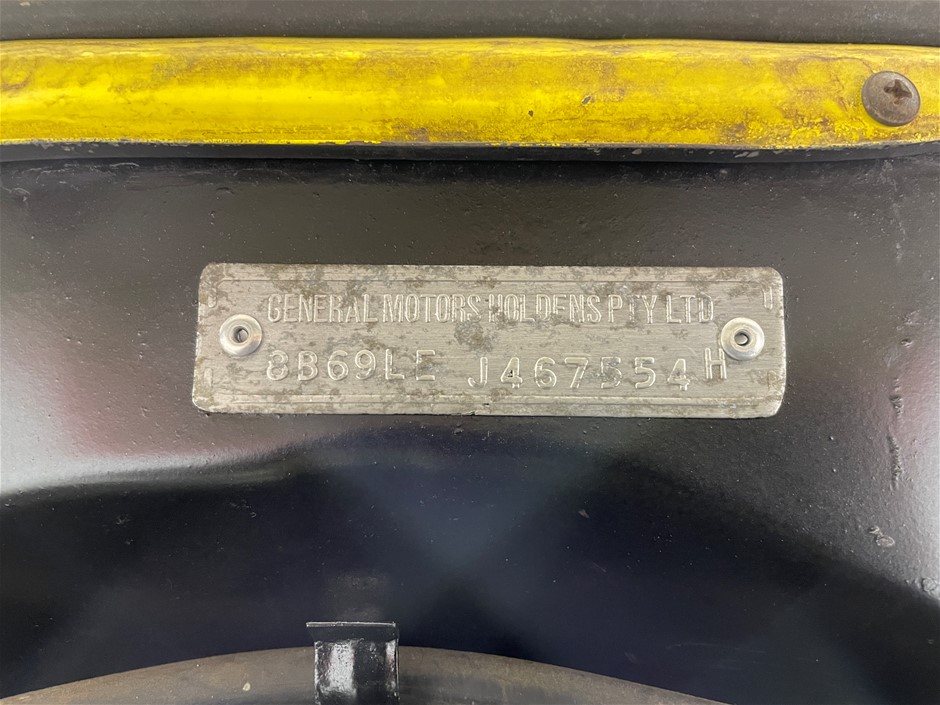 GENERAL MOTORS HOLDENS PTY LTD
8B69LE J467554H